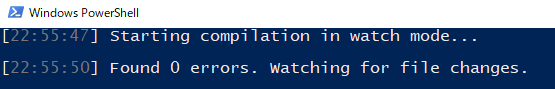 Windows PowerShell
[22:55:47] Starting compilation in watch mode...
[22:55:50] Found 0 errors. Watching for file changes.